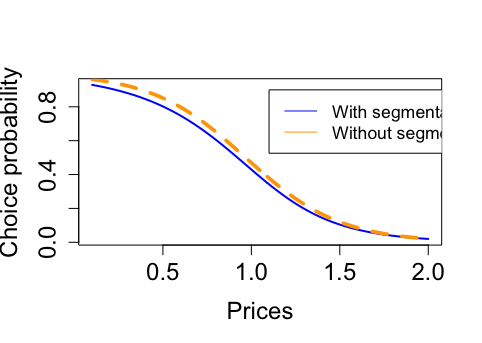 Choice probability
0.8
0.4
0.0
With segmenta
Without segme
0.5 1.0 1.5 2.0
Prices